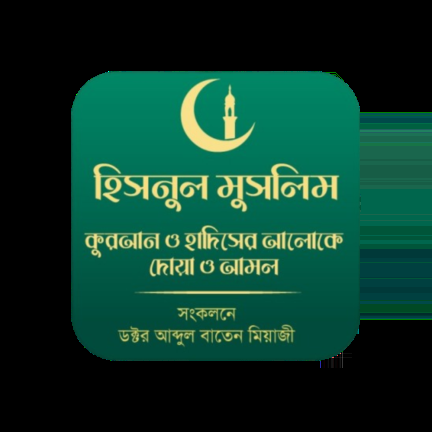 হিসনুল মুসলিম
কুরআন ও হাদিসের আলোকে
দোয়া ও আমল
সংকলনে
ডক্টর আব্দুল বাতেন মিয়াজী